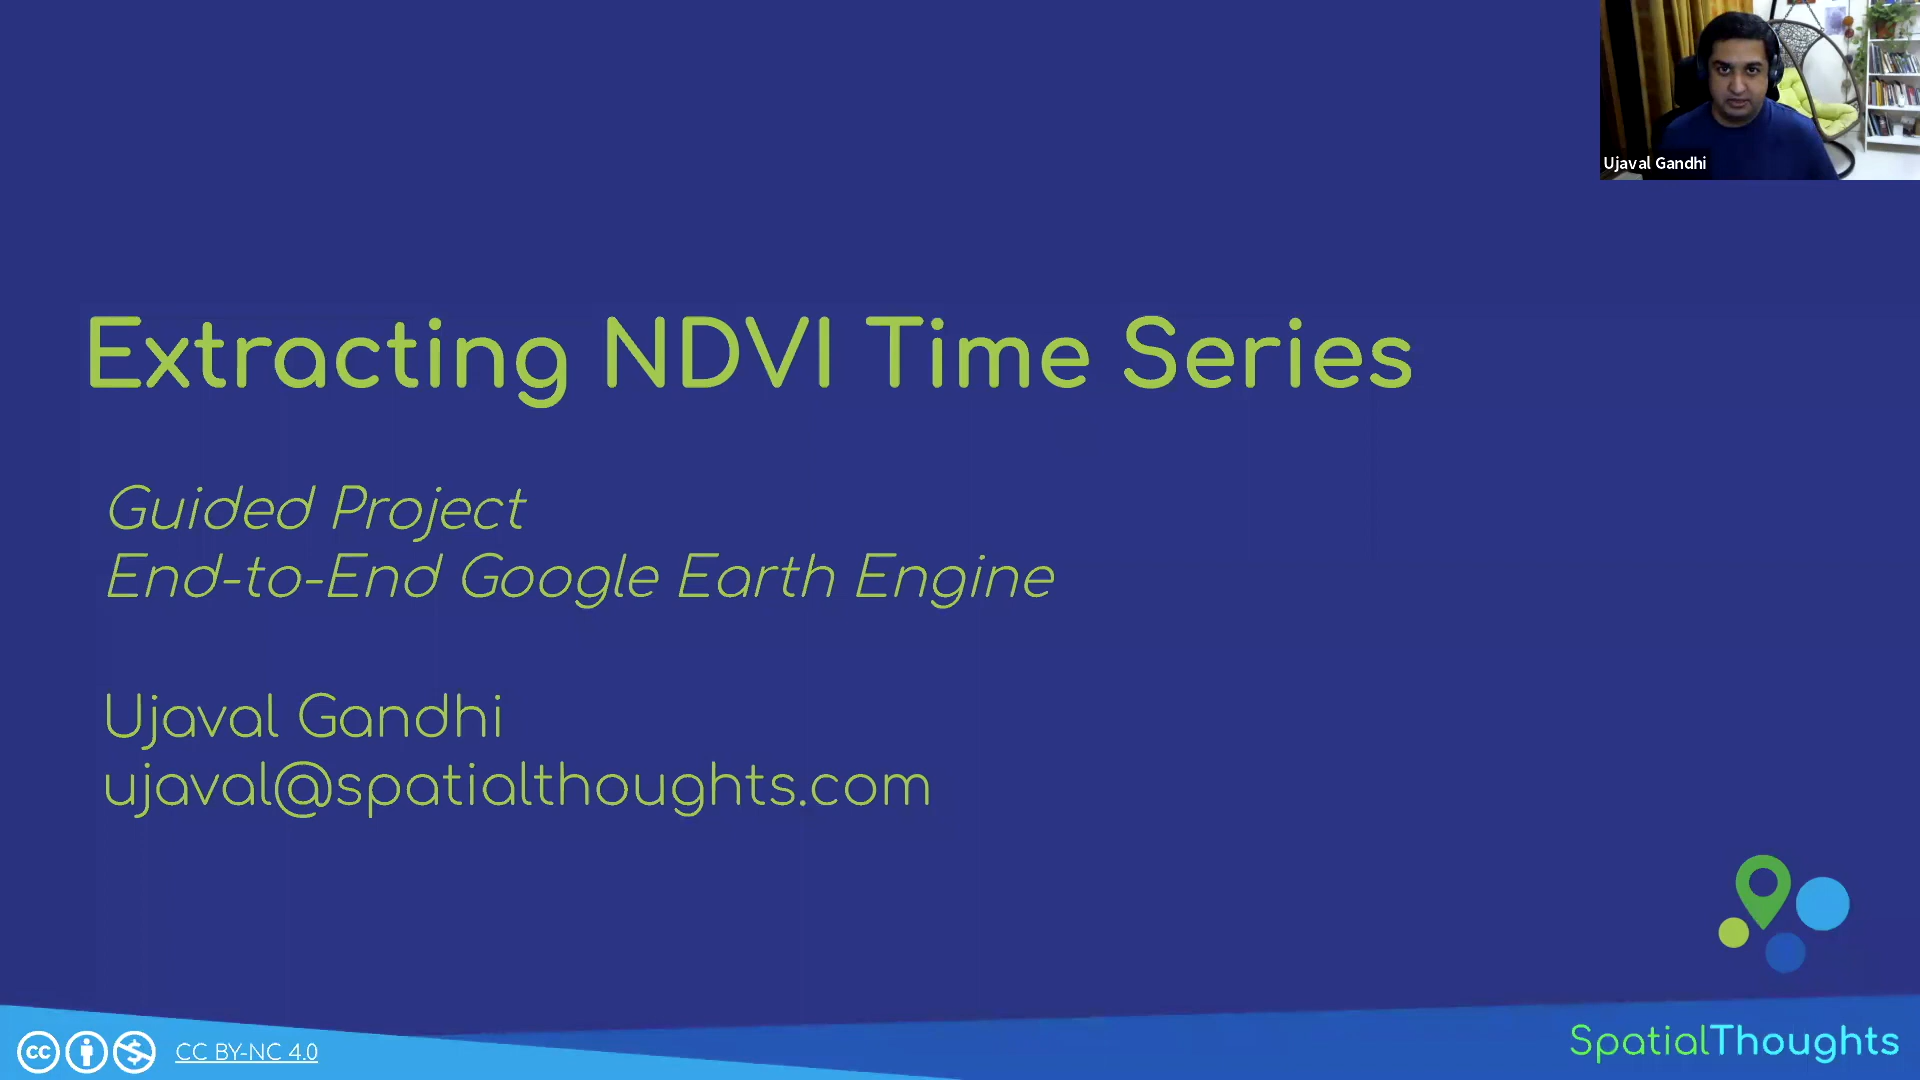 Ujaval Gandhi
Extracting NDVI Time Series
Guided Project
End-to-End Google Earth Engine
Ujaval Gandhi
ujaval@spatialthoughts.com
CC BY-NC 4.0
SpatialThoughts